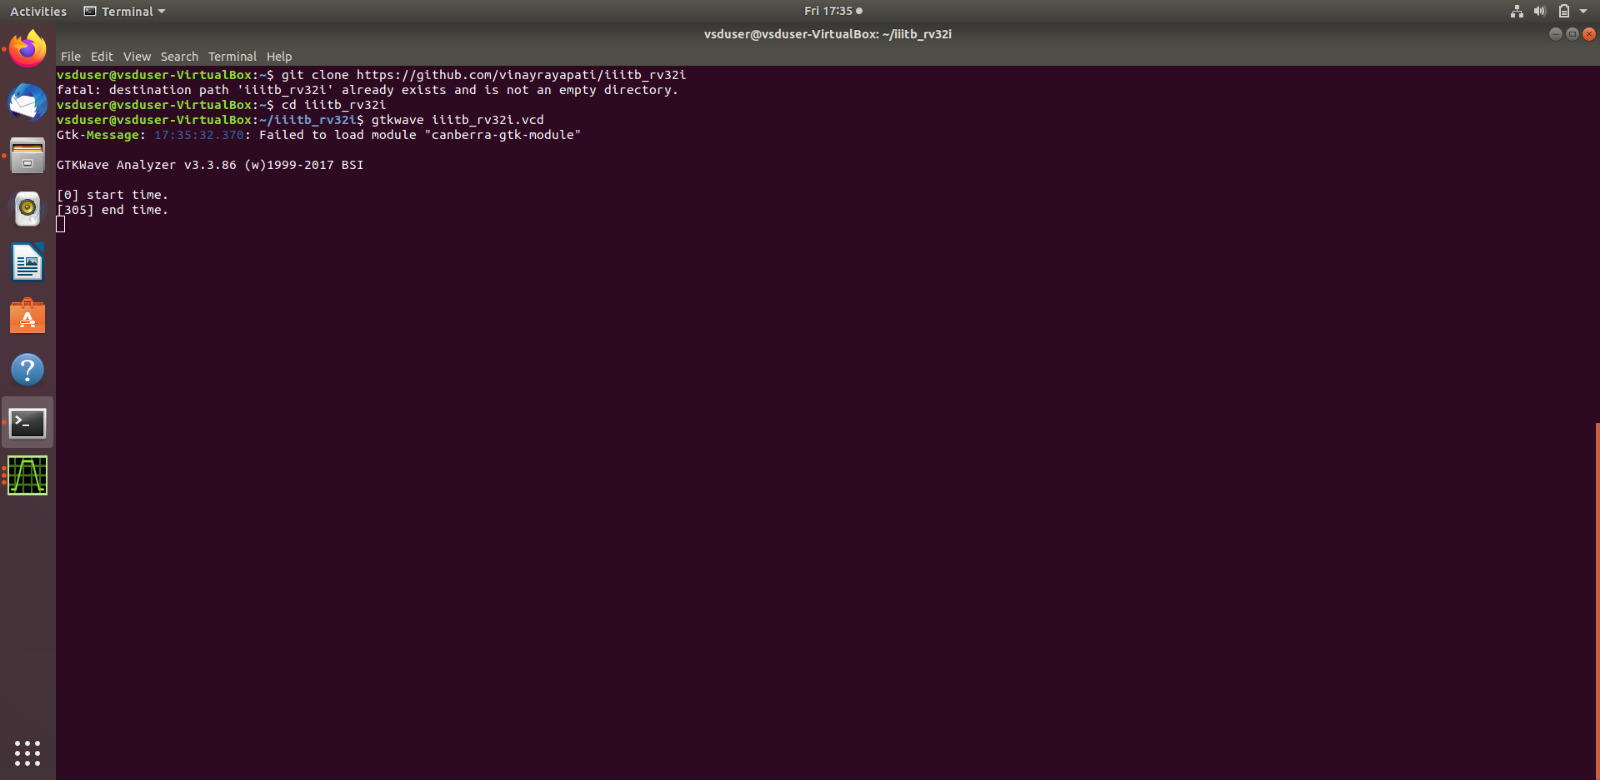 Activities Terminal Fri 17:35
vsduser@vsduser-VirtualBox: ~/iiitb_rv32i
File Edit View Search Terminal Help
vsduser@vsduser-VirtualBox:~$ git clone https://github.com/vinayrayapati/iiitb_rv32i
fatal: destination path 'iiitb_rv32i' already exists and is not an empty directory.
vsduser@vsduser-VirtualBox:~$ cd iiitb_rv32i
vsduser@vsduser-VirtualBox:~/iiitb_rv32i$ gtkwave iiitb_rv32i.vcd
Gtk-Message: 17:35:32.370: Failed to load module "canberra-gtk-module"
GTKWave Analyzer v3.3.86 (w)1999-2017 BSI
[0] start time.
[305] end time.